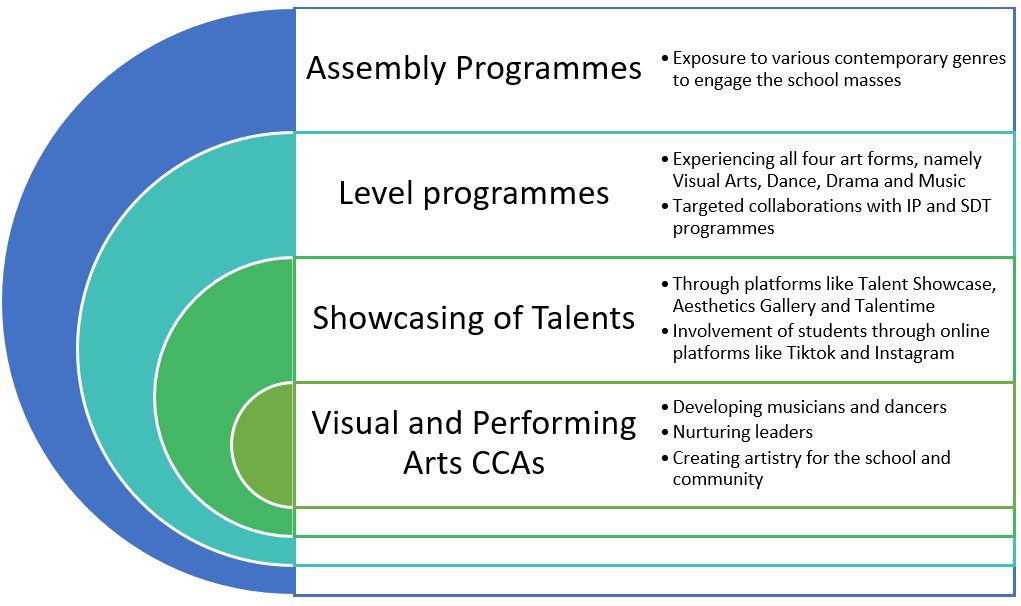 Assembly Programmes
• Exposure to various contemporary genres
to engage the school masses
Level programmes
• Experiencing all four art forms, namely
Visual Arts, Dance, Drama and Music
• Targeted collaborations with IP and SDT
programmes
Showcasing of Talents
• Through platforms like Talent Showcase,
Aesthetics Gallery and Talentime
• Involvement of students through online
platforms like Tiktok and Instagram
Visual and Performing
Arts CCAs
• Developing musicians and dancers
• Nurturing leaders
• Creating artistry for the school and
community